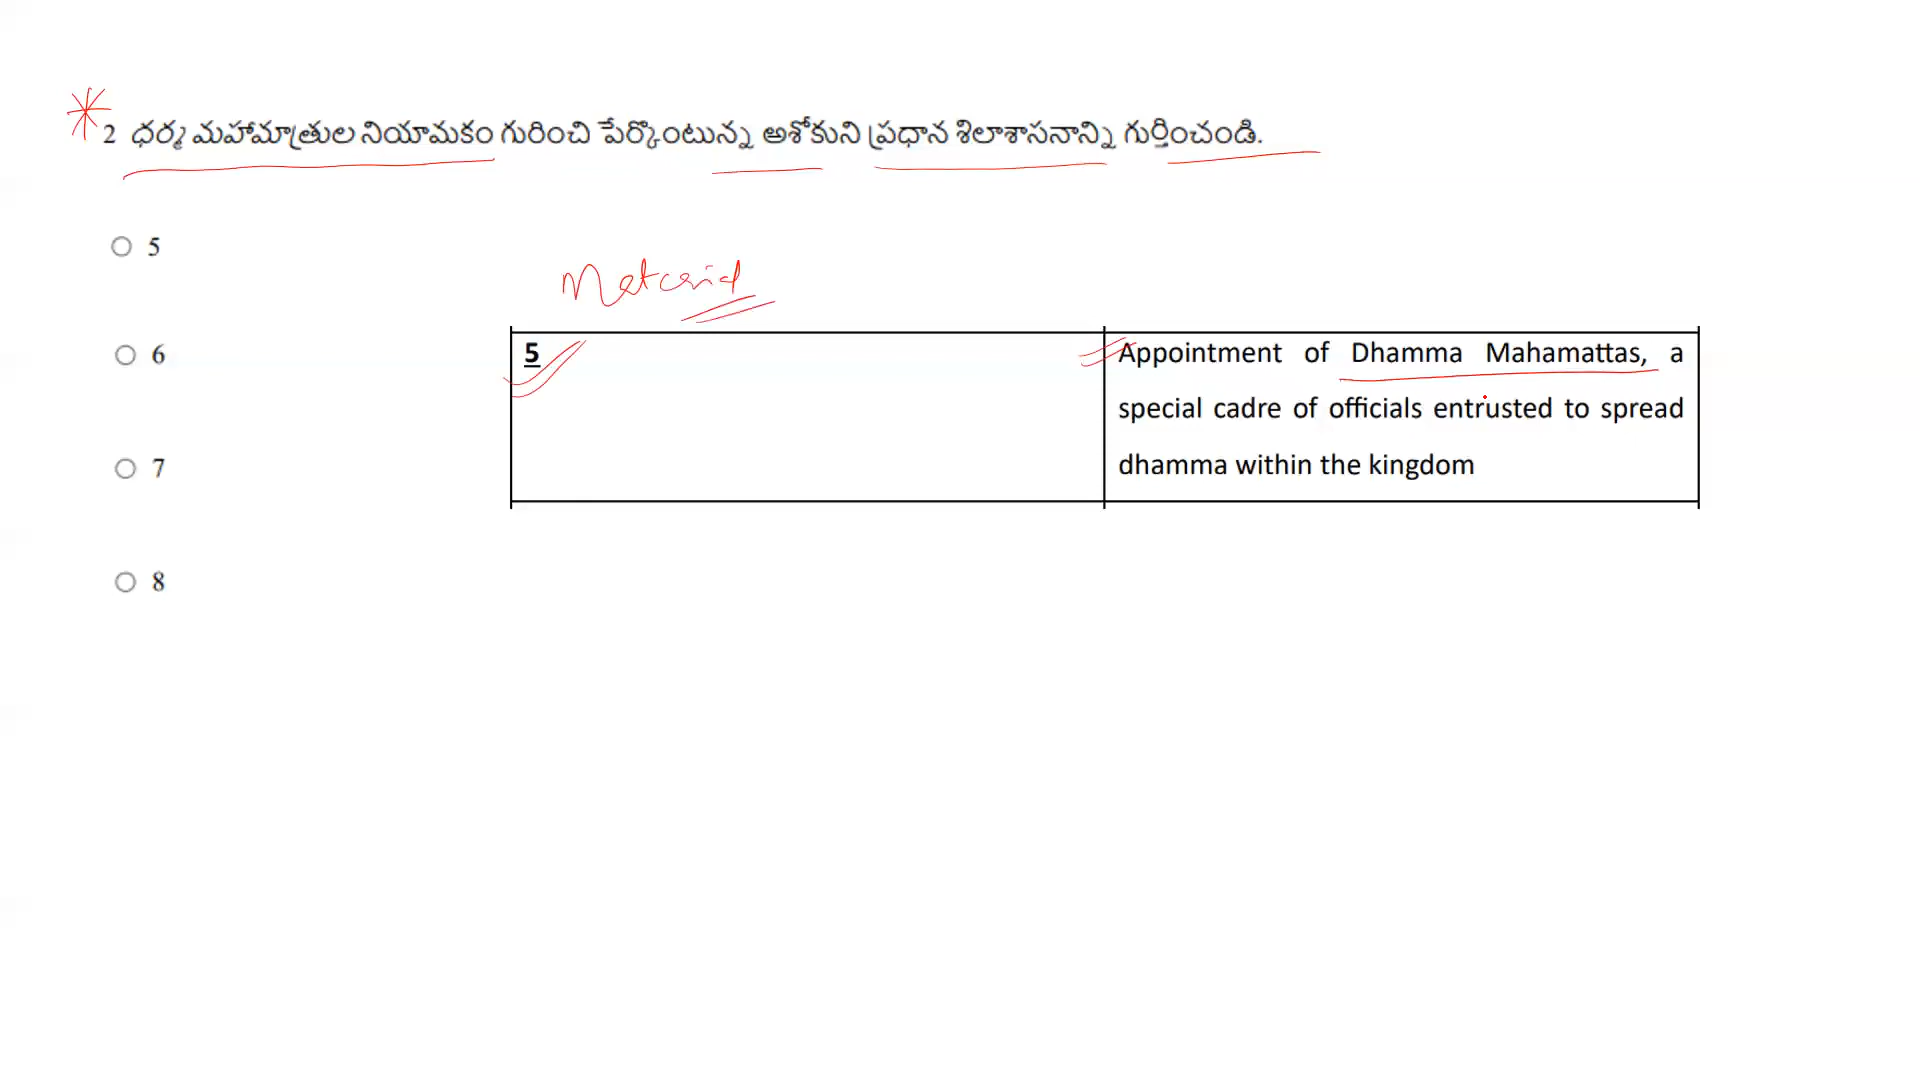 2 ధర్మ మహామాత్రుల నియామకం గురించి పేర్కొంటున్న అశోకుని ప్రధాన శిలాశాసనాన్ని గుర్తించండి.
5
Material
6
5
Appointment of Dhamma Mahamattas, a
special cadre of officials entrusted to spread
dhamma within the kingdom
7
8